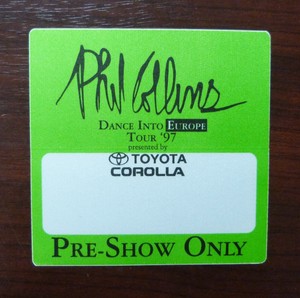 Phil Collins
DANCE INTO EUROPE
TOUR '97
presented by
TOYOTA
COROLLA
PRE-SHOW ONLY